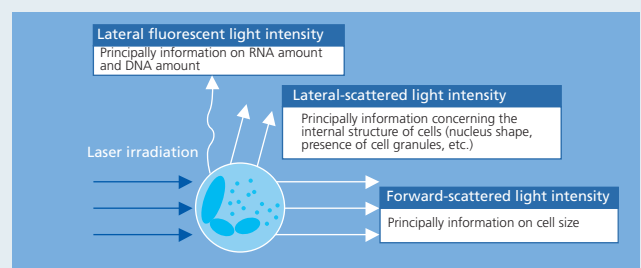 Lateral fluorescent light intensity
Principally information on RNA amount
and DNA amount
Lateral-scattered light intensity
Principally information concerning the
internal structure of cells (nucleus shape,
presence of cell granules, etc.)
Laser irradiation
Forward-scattered light intensity
Principally information on cell size